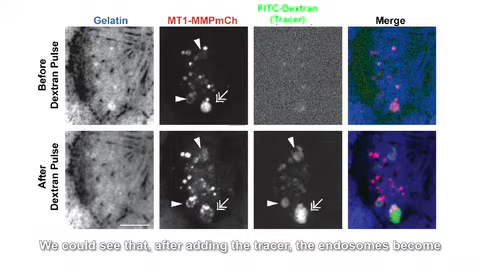 Gelatin
MT1-MMPmCh
FITC-Dextran
(Tracer)
Merge
Before
Dextran Pulse
After
Dextran Pulse
We could see that, after adding the tracer, the endosomes become